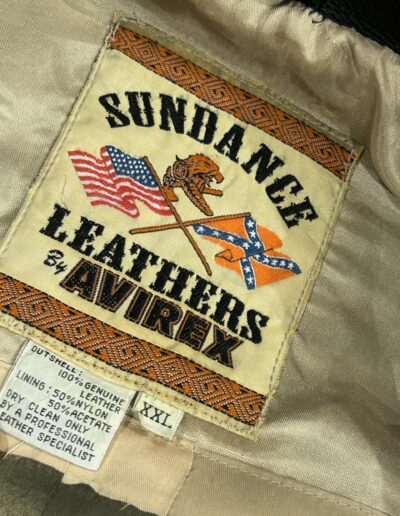 SUNDANCE
LEATHERS
By AVIREX
OUTSHELL:
100% GENUINE
LEATHER
LINING: 50% NYLON
50% ACETATE
DRY CLEAN ONLY
BY A PROFESSIONAL
LEATHER SPECIALIST
XXL